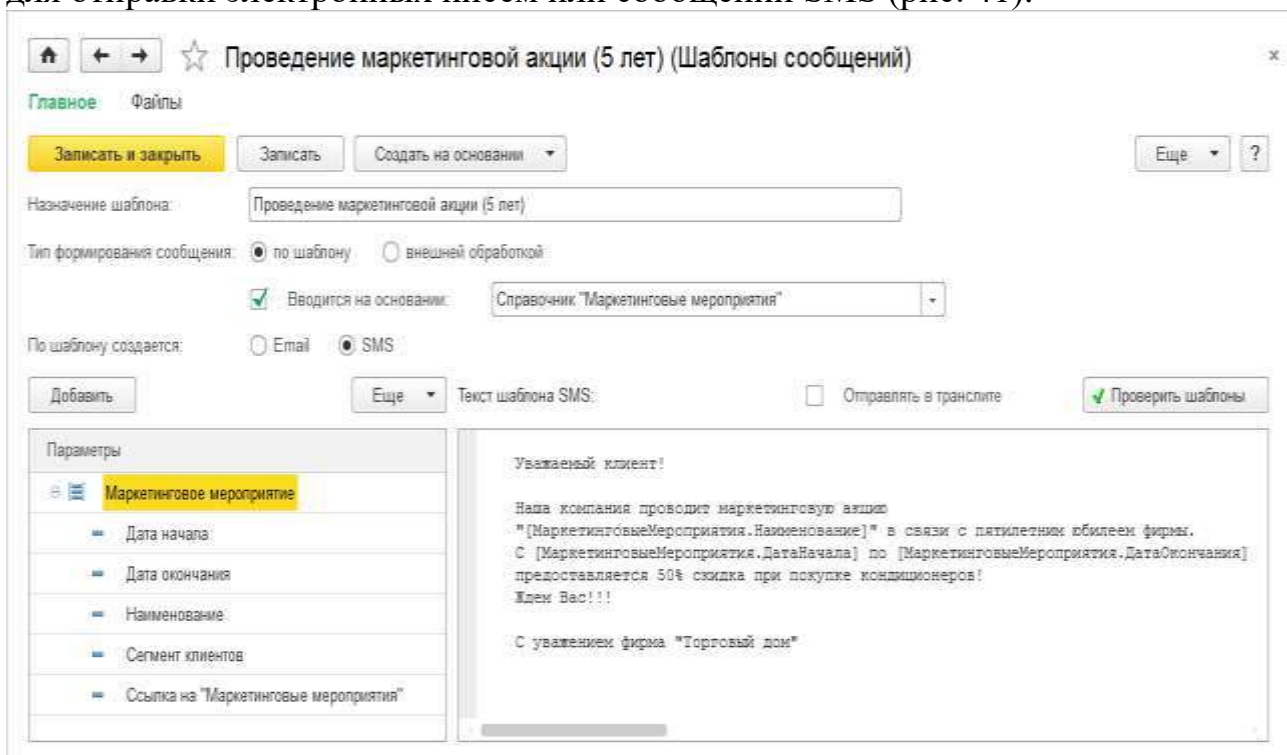 для отправки электронных писем или сообщений SMS (рис. 41).
Проведение маркетинговой акции (5 лет) (Шаблоны сообщений)
Главное Файлы
Записать и закрыть Записать Создать на основании Еще ?
Назначение шаблона: Проведение маркетинговой акции (5 лет)
Тип формирования сообщения: по шаблону внешней обработкой
Вводится на основании: Справочник "Маркетинговые мероприятия"
По шаблону создается: Email SMS
Добавить Еще Текст шаблона SMS: Отправлять в транслите Проверить шаблоны
Параметры
Маркетинговое мероприятие
Дата начала
Дата окончания
Наименование
Сегмент клиентов
Ссылка на "Маркетинговые мероприятия"
Уважаемый клиент!
Наша компания проводит маркетинговую акцию
"[МаркетинговыеМероприятия.Наименование]" в связи с пятилетним юбилеем фирмы.
С [МаркетинговыеМероприятия.ДатаНачала] по [МаркетинговыеМероприятия.ДатаОкончания]
предоставляется 50% скидка при покупке кондиционеров!
Ждем Вас!!!
С уважением фирма "Торговый дом"